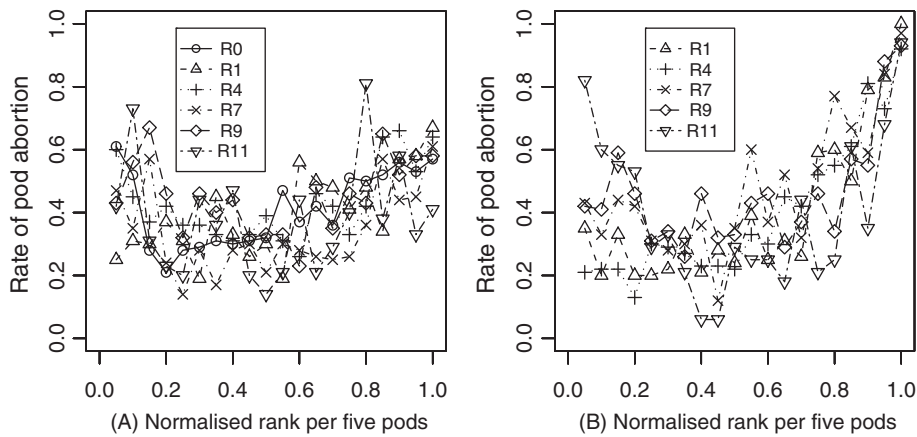 Rate of pod abortion
1.0
0.8
0.6
0.4
0.2
0.0
R0
R1
R4
R7
R9
R11
0.0 0.2 0.4 0.6 0.8 1.0
(A) Normalised rank per five pods
Rate of pod abortion
1.0
0.8
0.6
0.4
0.2
0.0
R1
R4
R7
R9
R11
0.0 0.2 0.4 0.6 0.8 1.0
(B) Normalised rank per five pods